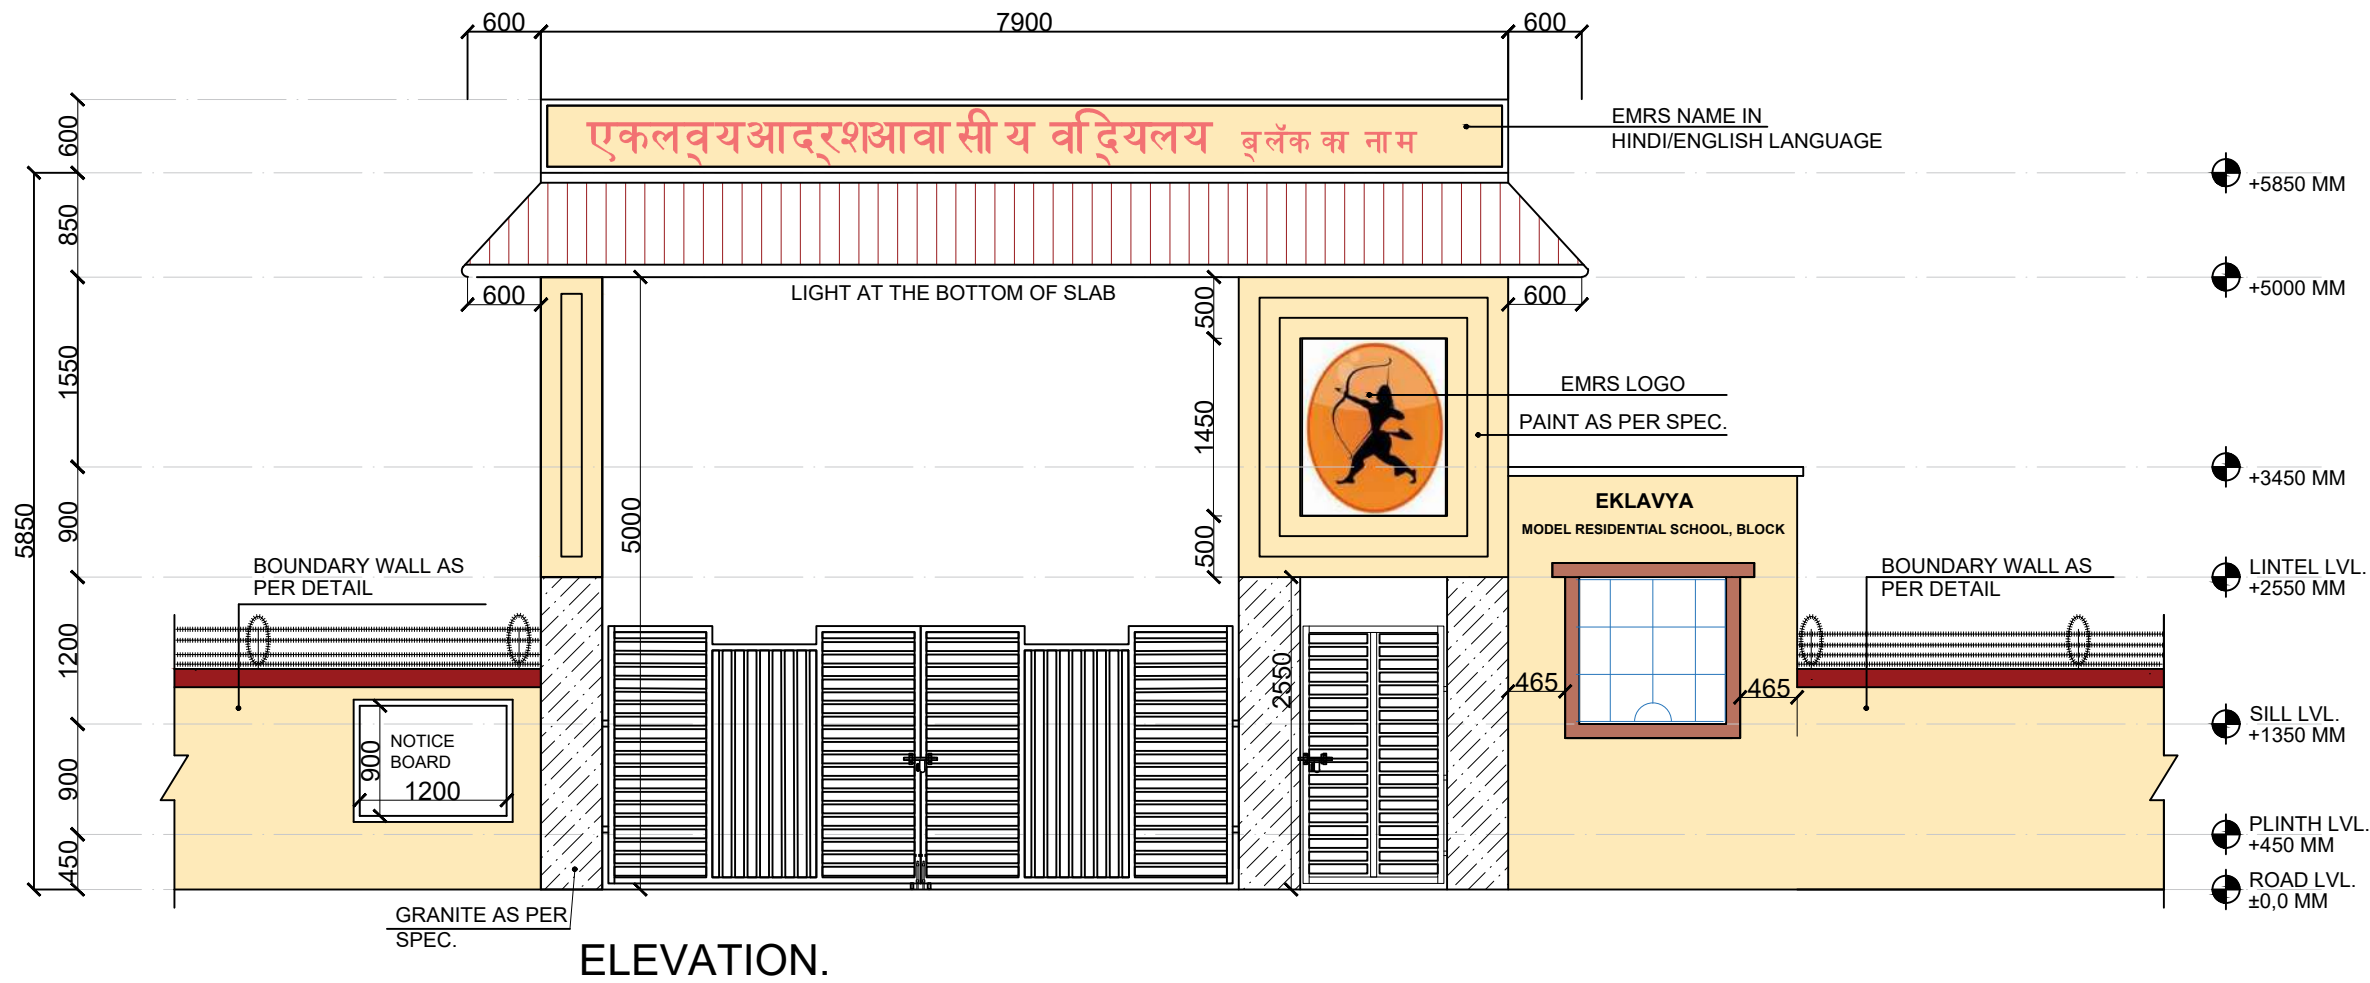 600 7900 600
एकलव्यआदर्शआवासीय वदि्यिलय ब्लॅक का नाम
EMRS NAME IN
HINDI/ENGLISH LANGUAGE
600
+5850 MM
850
+5000 MM
600
LIGHT AT THE BOTTOM OF SLAB
500
600
1550
EMRS LOGO
PAINT AS PER SPEC.
1450
+3450 MM
EKLAVYA
MODEL RESIDENTIAL SCHOOL, BLOCK
900
5850
5000
500
BOUNDARY WALL AS
PER DETAIL
BOUNDARY WALL AS
PER DETAIL
LINTEL LVL.
+2550 MM
1200
2550
465
465
SILL LVL.
+1350 MM
NOTICE
BOARD
900
1200
900
PLINTH LVL.
+450 MM
450
ROAD LVL.
±0,0 MM
GRANITE AS PER
SPEC.
ELEVATION.